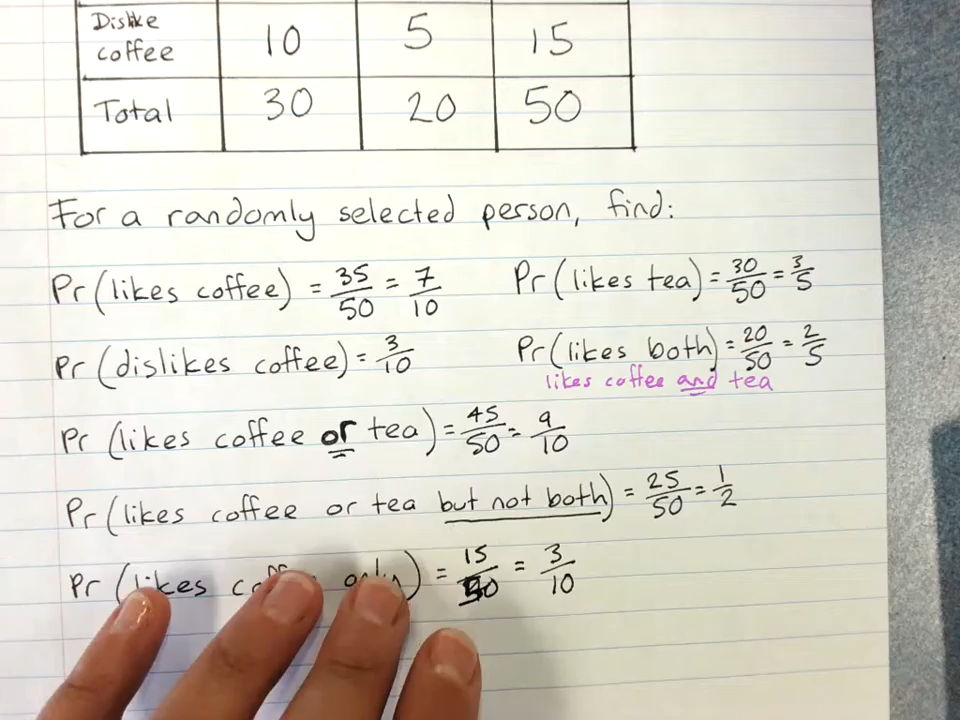 Dislike coffee 10 5 15
Total 30 20 50
For a randomly selected person, find:
Pr(likes coffee) = 35/50 = 7/10
Pr(likes tea) = 30/50 = 3/5
Pr(dislikes coffee) = 3/10
Pr(likes both) = 20/50 = 2/5
likes coffee and tea
Pr(likes coffee or tea) = 45/50 = 9/10
Pr(likes coffee or tea but not both) = 25/50 = 1/2
Pr(likes coffee only) = 15/50 = 3/10